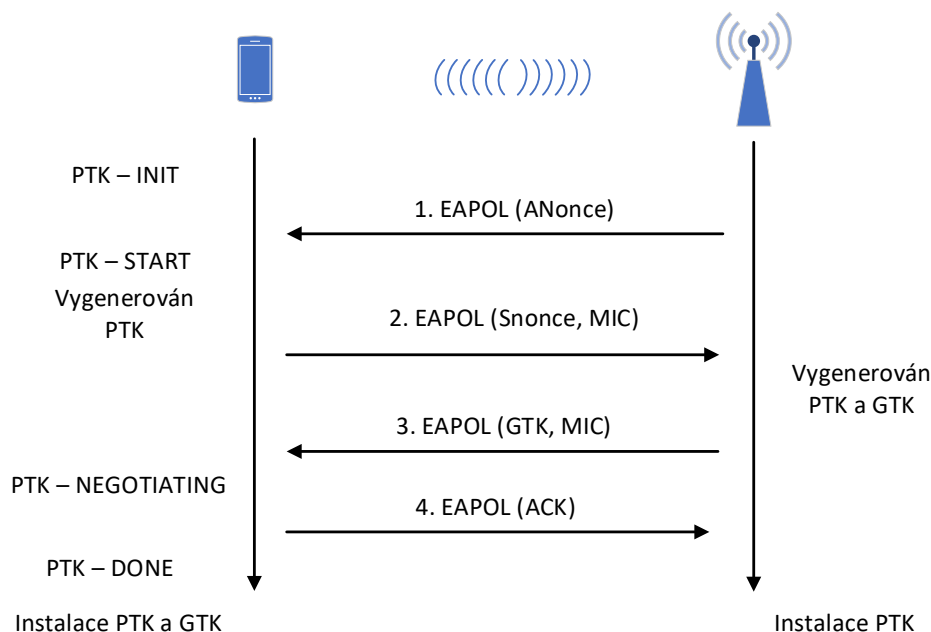 PTK – INIT
1. EAPOL (ANonce)
PTK – START
Vygenerován
PTK
2. EAPOL (Snonce, MIC)
Vygenerován
PTK a GTK
3. EAPOL (GTK, MIC)
PTK – NEGOTIATING
4. EAPOL (ACK)
PTK – DONE
Instalace PTK a GTK
Instalace PTK